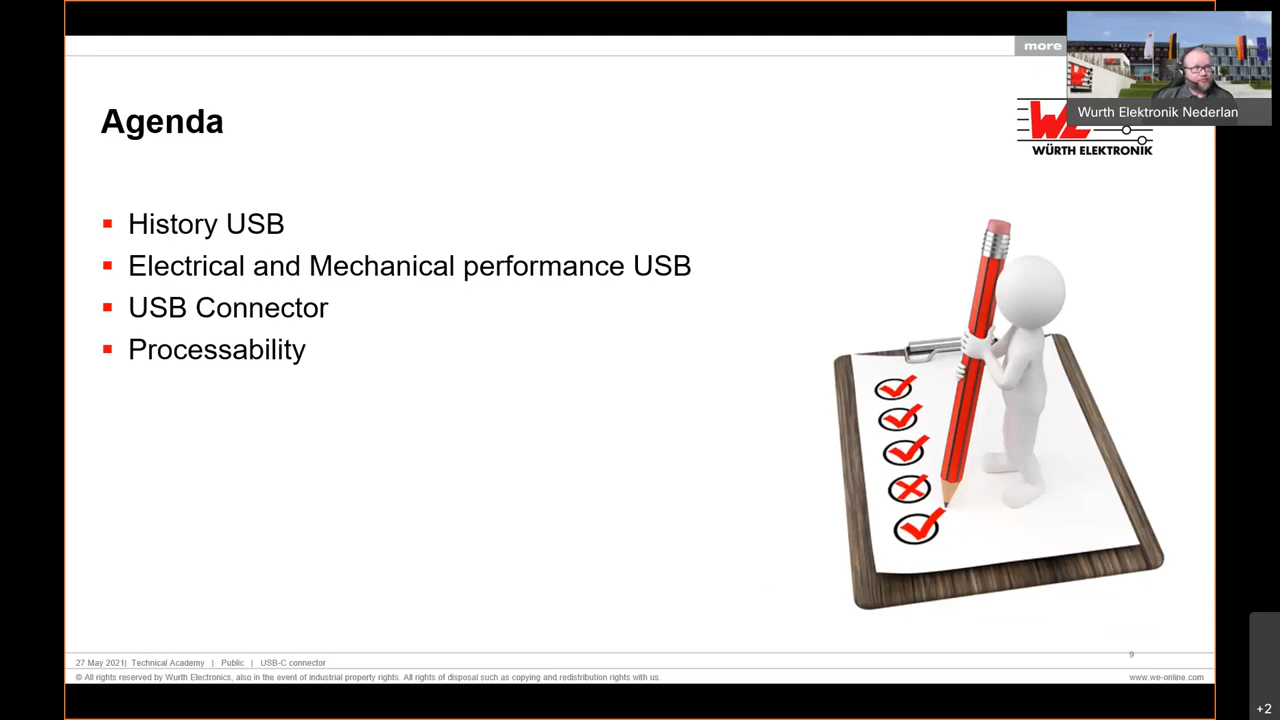 more
Wurth Elektronik Nederlan
Agenda
WE
WÜRTH ELEKTRONIK
History USB
Electrical and Mechanical performance USB
USB Connector
Processability
9
27 May 2021| Technical Academy | Public | USB-C connector
© All rights reserved by Wurth Electronics, also in the event of industrial property rights. All rights of disposal such as copying and redistribution rights with us.
www.we-online.com
+2